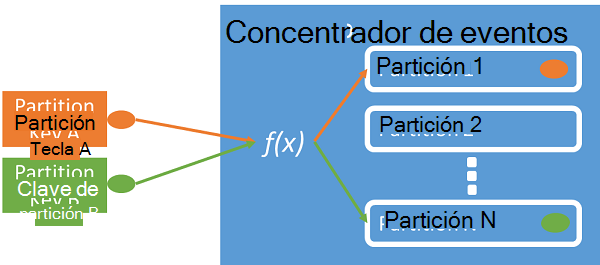 Concentrador de eventos
Partición 1
Partition
Partición
Key A
Tecla A
Partición 2
f(x)
Partition
Clave de
Key B
partición B
Partición N